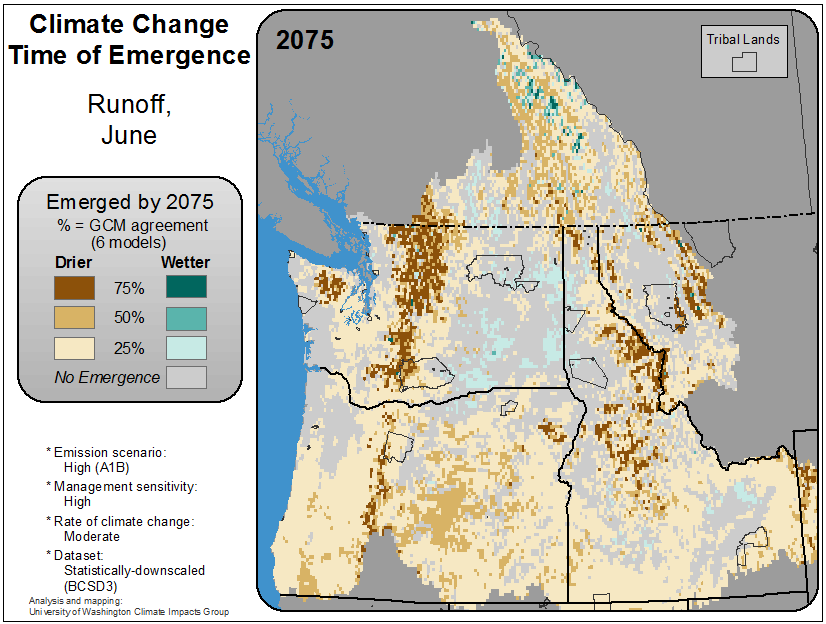 Climate Change
Time of Emergence
Runoff,
June
Emerged by 2075
% = GCM agreement
(6 models)
Drier Wetter
75%
50%
25%
No Emergence
* Emission scenario:
High (A1B)
* Management sensitivity:
High
* Rate of climate change:
Moderate
* Dataset:
Statistically-downscaled
(BCSD3)
Analysis and mapping:
University of Washington Climate Impacts Group
2075
Tribal Lands